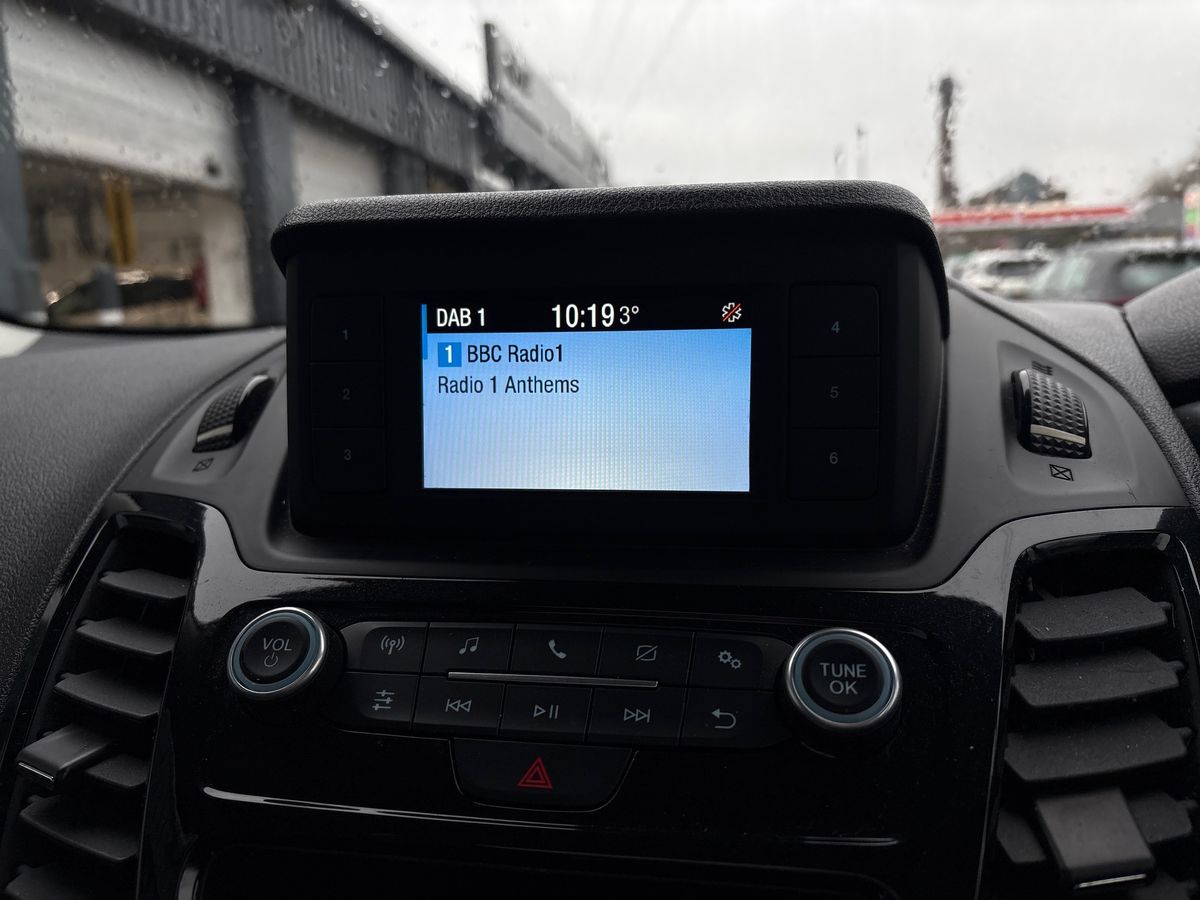 DAB 1 10:19 3°
1 BBC Radio1
Radio 1 Anthems
1
2
3
4
5
6
VOL
TUNE
OK